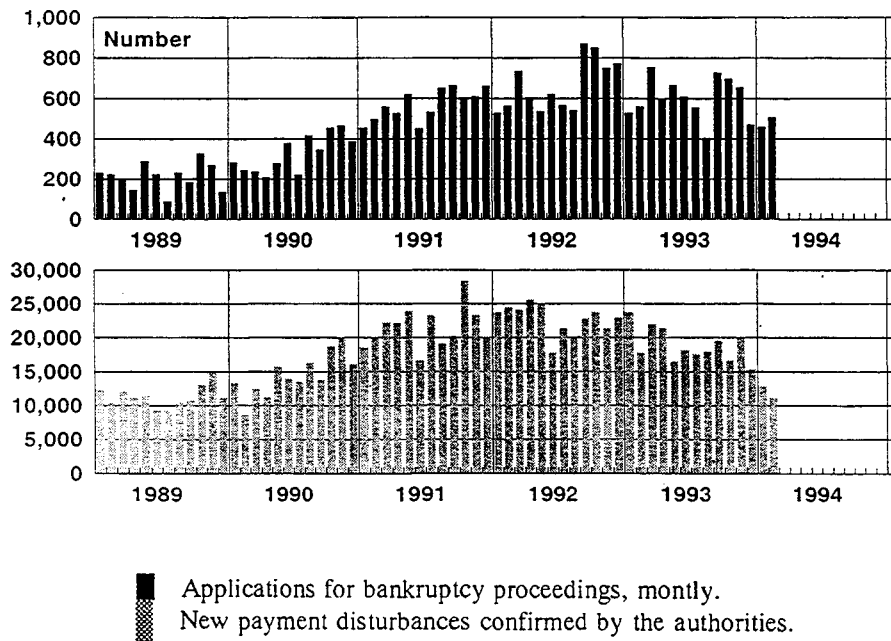 1,000
Number
800
600
400
200
0
1989 1990 1991 1992 1993 1994
30,000
25,000
20,000
15,000
10,000
5,000
0
1989 1990 1991 1992 1993 1994
Applications for bankruptcy proceedings, montly.
New payment disturbances confirmed by the authorities.